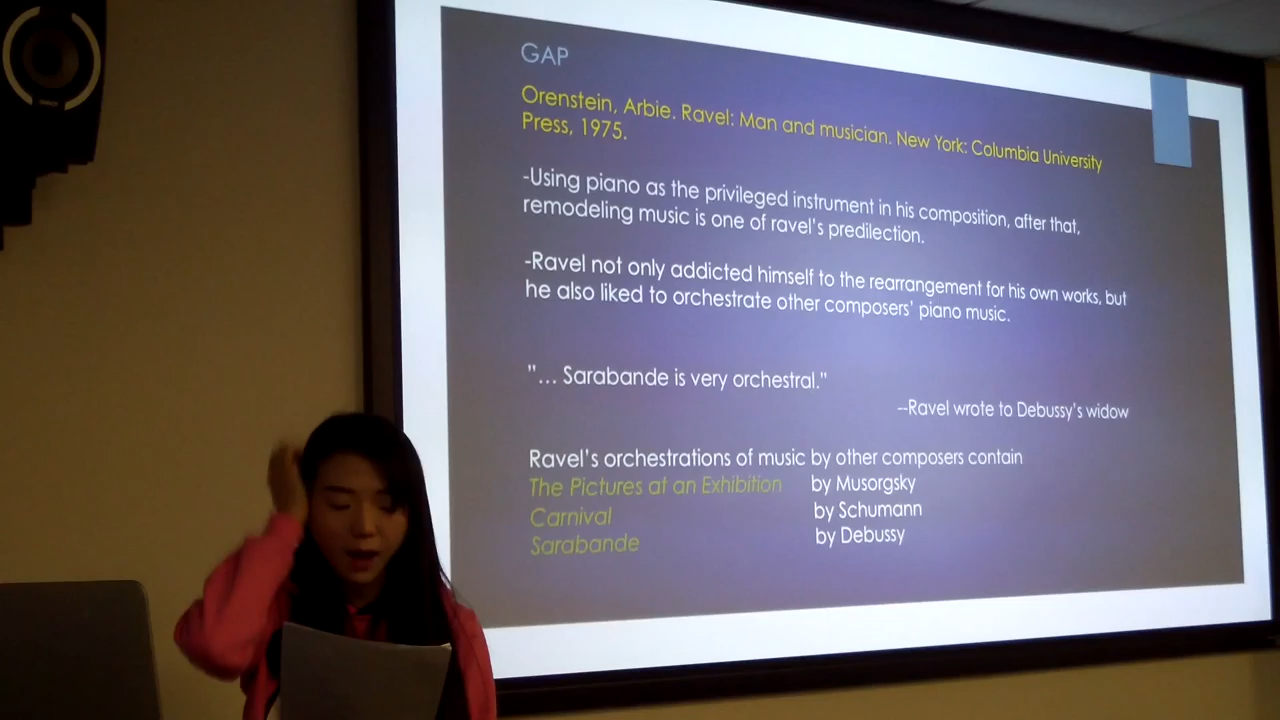 GAP
Orenstein, Arbie. Ravel: Man and musician. New York: Columbia University
Press, 1975.
-Using piano as the privileged instrument in his composition, after that,
remodeling music is one of ravel's predilection.
-Ravel not only addicted himself to the rearrangement for his own works, but
he also liked to orchestrate other composers' piano music.
"... Sarabande is very orchestral."
--Ravel wrote to Debussy's widow
Ravel's orchestrations of music by other composers contain
The Pictures at an Exhibition by Musorgsky
Carnival by Schumann
Sarabande by Debussy